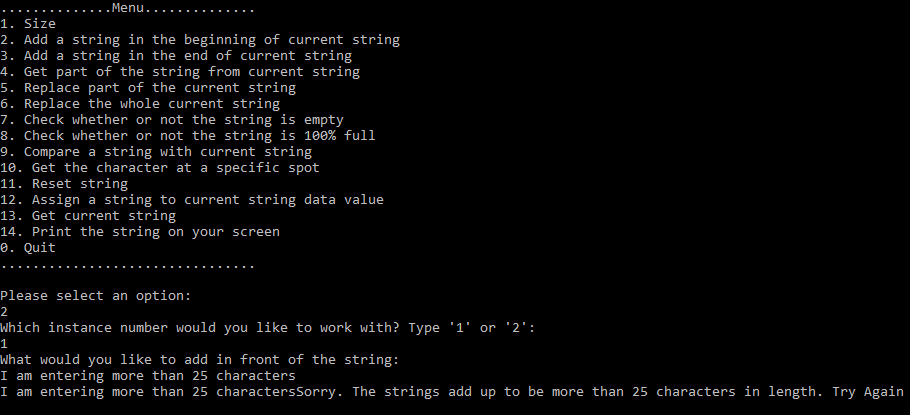 ..............Menu..............
1. Size
2. Add a string in the beginning of current string
3. Add a string in the end of current string
4. Get part of the string from current string
5. Replace part of the current string
6. Replace the whole current string
7. Check whether or not the string is empty
8. Check whether or not the string is 100% full
9. Compare a string with current string
10. Get the character at a specific spot
11. Reset string
12. Assign a string to current string data value
13. Get current string
14. Print the string on your screen
0. Quit
................................
Please select an option:
2
Which instance number would you like to work with? Type '1' or '2':
1
What would you like to add in front of the string:
I am entering more than 25 characters
I am entering more than 25 charactersSorry. The strings add up to be more than 25 characters in length. Try Again